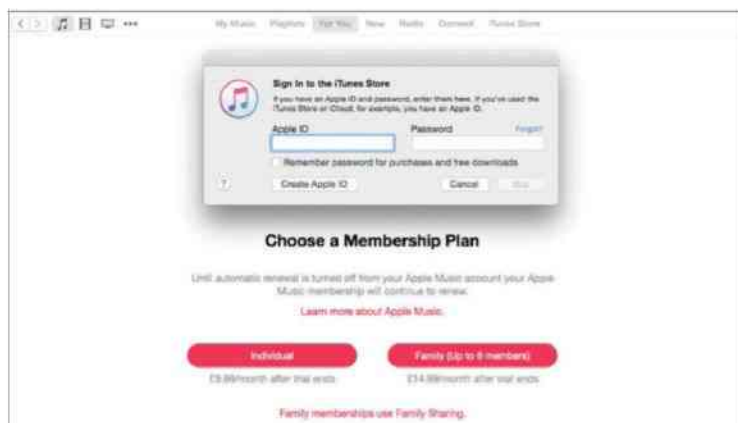 My Music Playlists For You New Radio Connect iTunes Store
Sign In to the iTunes Store
If you have an Apple ID and password, enter them here. If you've used the
iTunes Store or iCloud, for example, you have an Apple ID.
Apple ID Password Forgot?
Remember password for purchases and free downloads
? Create Apple ID Cancel Buy
Choose a Membership Plan
Until automatic renewal is turned off from your Apple Music account your Apple
Music membership will continue to renew.
Learn more about Apple Music.
Individual Family (Up to 6 members)
£9.99/month after trial ends. £14.99/month after trial ends.
Family memberships use Family Sharing.